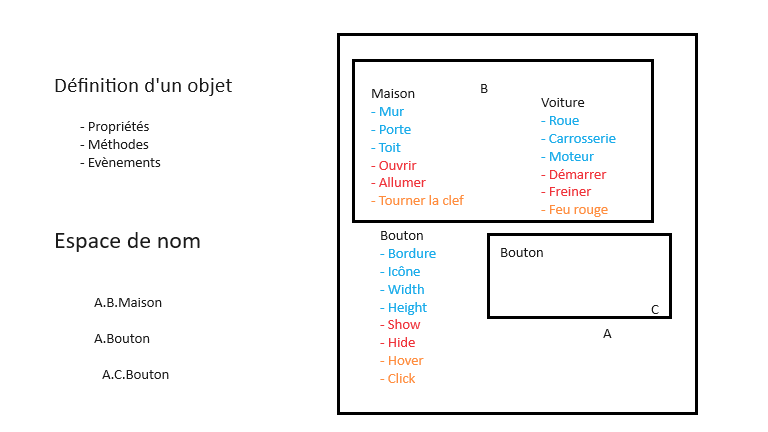 Définition d'un objet
- Propriétés
- Méthodes
- Evènements
Espace de nom
A.B.Maison
A.Bouton
A.C.Bouton
B
Maison
- Mur
- Porte
- Toit
- Ouvrir
- Allumer
- Tourner la clef
Voiture
- Roue
- Carrosserie
- Moteur
- Démarrer
- Freiner
- Feu rouge
Bouton
- Bordure
- Icône
- Width
- Height
- Show
- Hide
- Hover
- Click
Bouton
C
A